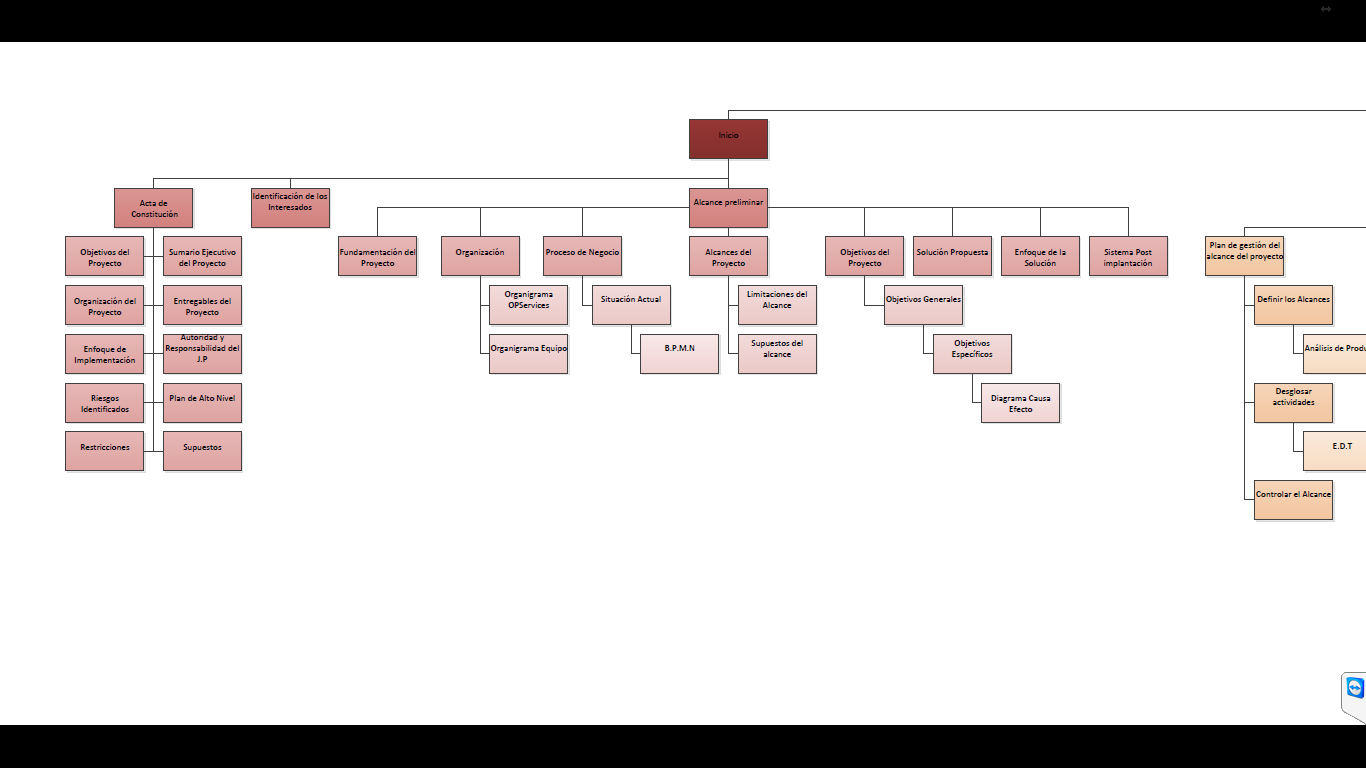 Inicio
Acta de
Constitución
Identificación de los
Interesados
Alcance preliminar
Objetivos del
Proyecto
Sumario Ejecutivo
del Proyecto
Organización del
Proyecto
Entregables del
Proyecto
Enfoque de
Implementación
Autoridad y
Responsabilidad del
J.P
Riesgos
Identificados
Plan de Alto Nivel
Restricciones
Supuestos
Fundamentación del
Proyecto
Organización
Organigrama
OPServices
Organigrama Equipo
Proceso de Negocio
Situación Actual
B.P.M.N
Alcances del
Proyecto
Limitaciones del
Alcance
Supuestos del
alcance
Objetivos del
Proyecto
Objetivos Generales
Objetivos
Específicos
Diagrama Causa
Efecto
Solución Propuesta
Enfoque de la
Solución
Sistema Post
implantación
Plan de gestión del
alcance del proyecto
Definir los Alcances
Análisis de Produ
Desglosar
actividades
E.D.T
Controlar el Alcance